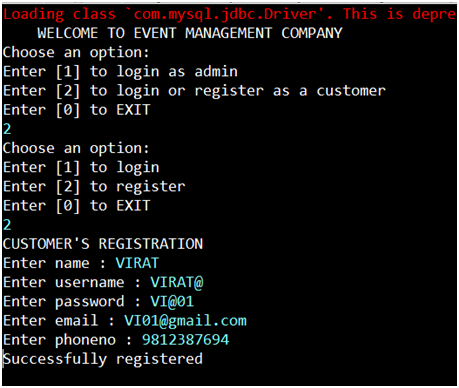 Loading class `com.mysql.jdbc.Driver'. This is depre
WELCOME TO EVENT MANAGEMENT COMPANY
Choose an option:
Enter [1] to login as admin
Enter [2] to login or register as a customer
Enter [0] to EXIT
2
Choose an option:
Enter [1] to login
Enter [2] to register
Enter [0] to EXIT
2
CUSTOMER'S REGISTRATION
Enter name : VIRAT
Enter username : VIRAT@
Enter password : VI@01
Enter email : VI01@gmail.com
Enter phoneno : 9812387694
Successfully registered